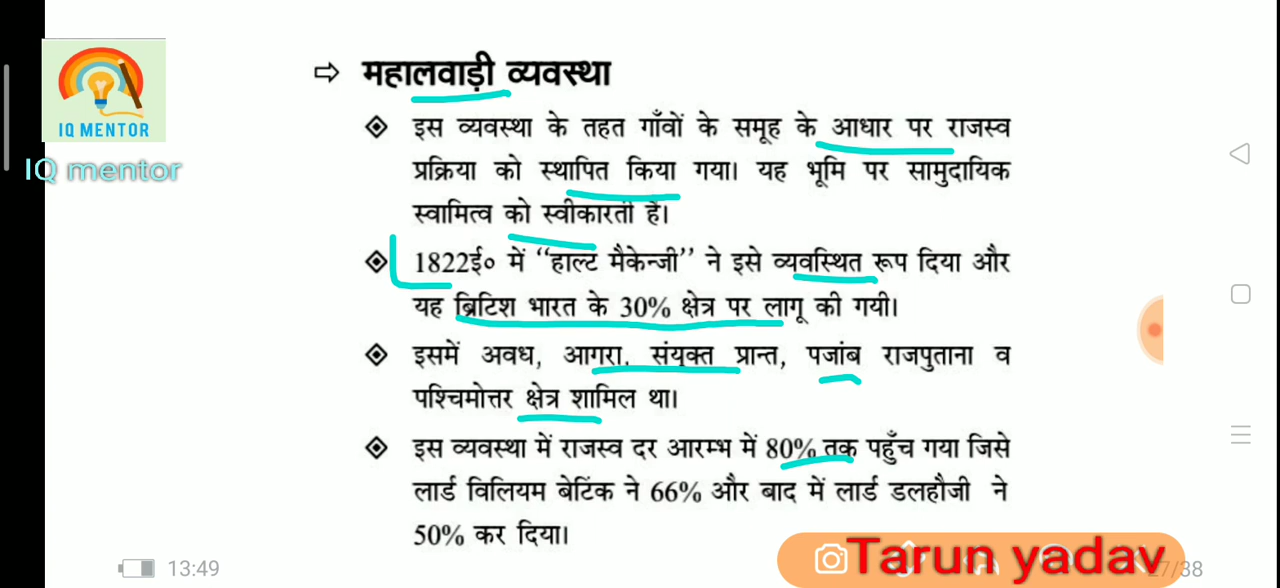 महालवाड़ी व्यवस्था
IQ MENTOR
IQ mentor
इस व्यवस्था के तहत गाँवों के समूह के आधार पर राजस्व
प्रक्रिया को स्थापित किया गया। यह भूमि पर सामुदायिक
स्वामित्व को स्वीकारती है।
1822ई० में “हाल्ट मैकेन्जी” ने इसे व्यवस्थित रूप दिया और
यह ब्रिटिश भारत के 30% क्षेत्र पर लागू की गयी।
इसमें अवध, आगरा, संयुक्त प्रान्त, पजांब राजपुताना व
पश्चिमोत्तर क्षेत्र शामिल था।
इस व्यवस्था में राजस्व दर आरम्भ में 80% तक पहुँच गया जिसे
लार्ड विलियम बेटिंक ने 66% और बाद में लार्ड डलहौजी ने
50% कर दिया।
13:49
Tarun yadav
/38